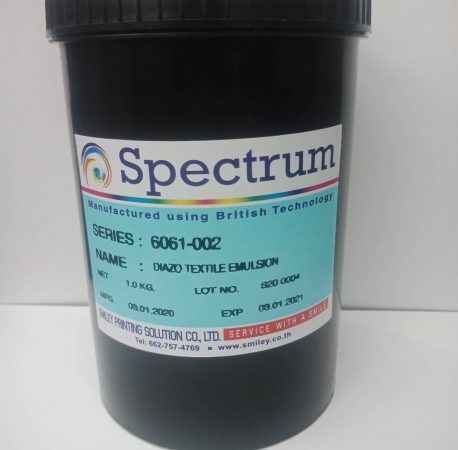 Spectrum
Manufactured using British Technology
SERIES : 6061-002
NAME : DIAZO TEXTILE EMULSION
NET 1.0 KG. LOT NO. S20 0004
MFG 09.01.2020 EXP 09.01.2021
SMILEY PRINTING SOLUTION CO., LTD. SERVICE WITH A SMILE
Tel: 662-757-4769 ■ www.smiley.co.th